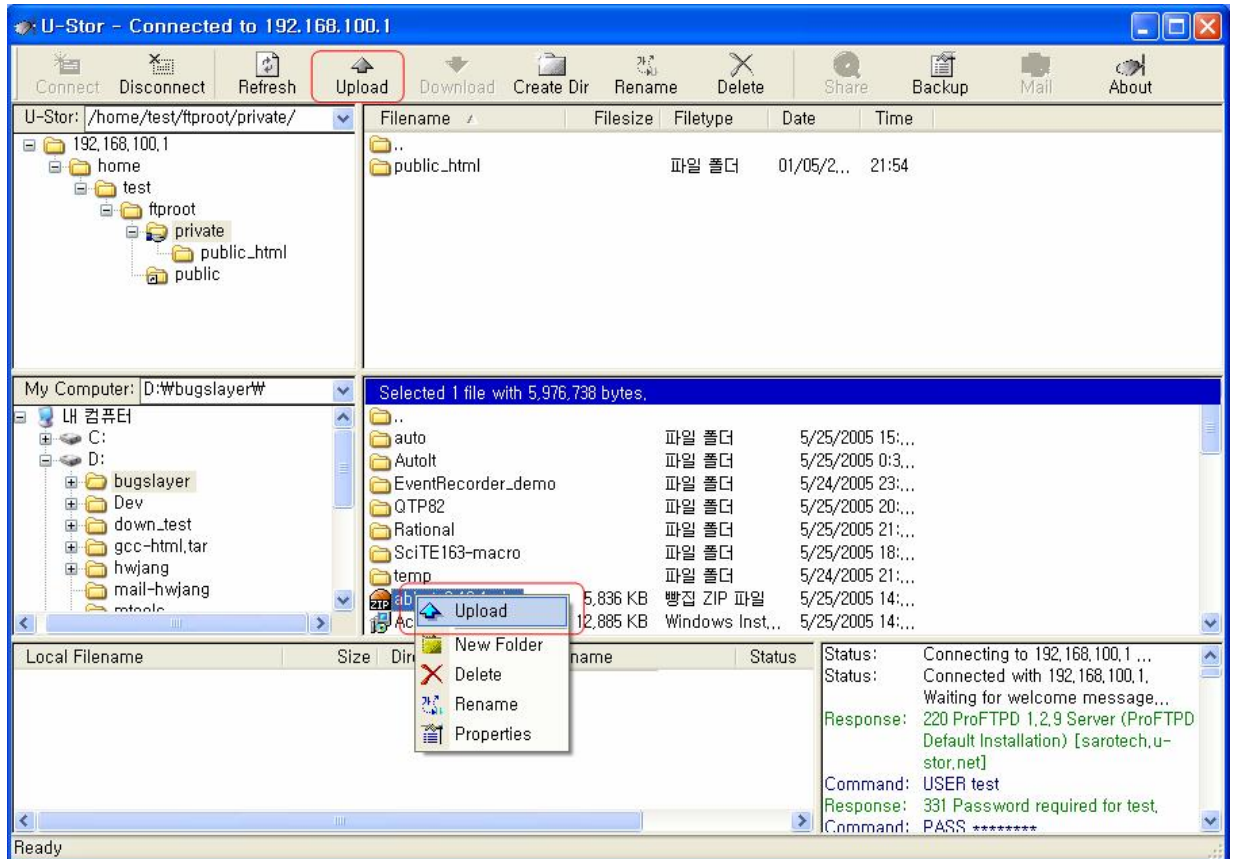 U-Stor - Connected to 192.168.100.1
Connect Disconnect Refresh Upload Download Create Dir Rename Delete Share Backup Mail About
U-Stor: /home/test/ftproot/private/
192,168,100,1
home
test
ftproot
private
public_html
public
Filename Filesize Filetype Date Time
..
public_html 파일 폴더 01/05/2,,, 21:54
My Computer: D:₩bugslayer₩
내 컴퓨터
C:
D:
bugslayer
Dev
down_test
gcc-html,tar
hwjang
mail-hwjang
Selected 1 file with 5,976,738 bytes,
..
auto 파일 폴더 5/25/2005 15:,,,
AutoIt 파일 폴더 5/25/2005 0:3,,,
EventRecorder_demo 파일 폴더 5/24/2005 23:,,,
QTP82 파일 폴더 5/25/2005 20:,,,
Rational 파일 폴더 5/25/2005 21:,,,
SciTE163-macro 파일 폴더 5/25/2005 18:,,,
temp 파일 폴더 5/24/2005 21:,,,
ZIP 5,836 KB 빵집 ZIP 파일 5/25/2005 14:,,,
12,885 KB Windows Inst,,, 5/25/2005 14:,,,
Upload
New Folder
Delete
Rename
Properties
Local Filename Size Status
Status: Connecting to 192,168,100,1 ,,,
Status: Connected with 192,168,100,1,
Waiting for welcome message,,,
Response: 220 ProFTPD 1,2,9 Server (ProFTPD
Default Installation) [sarotech,u-
stor,net]
Command: USER test
Response: 331 Password required for test,
Command: PASS ********
Ready